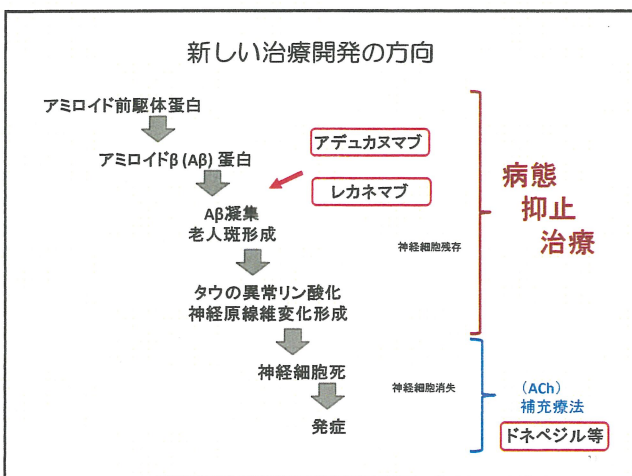 新しい治療開発の方向
アミロイド前駆体蛋白
アミロイドβ (Aβ) 蛋白
アデュカヌマブ
レカネマブ
Aβ凝集
老人斑形成
神経細胞残存
病態
抑止
治療
タウの異常リン酸化
神経原線維変化形成
神経細胞死
神経細胞消失
（ACh）
補充療法
発症
ドネペジル等